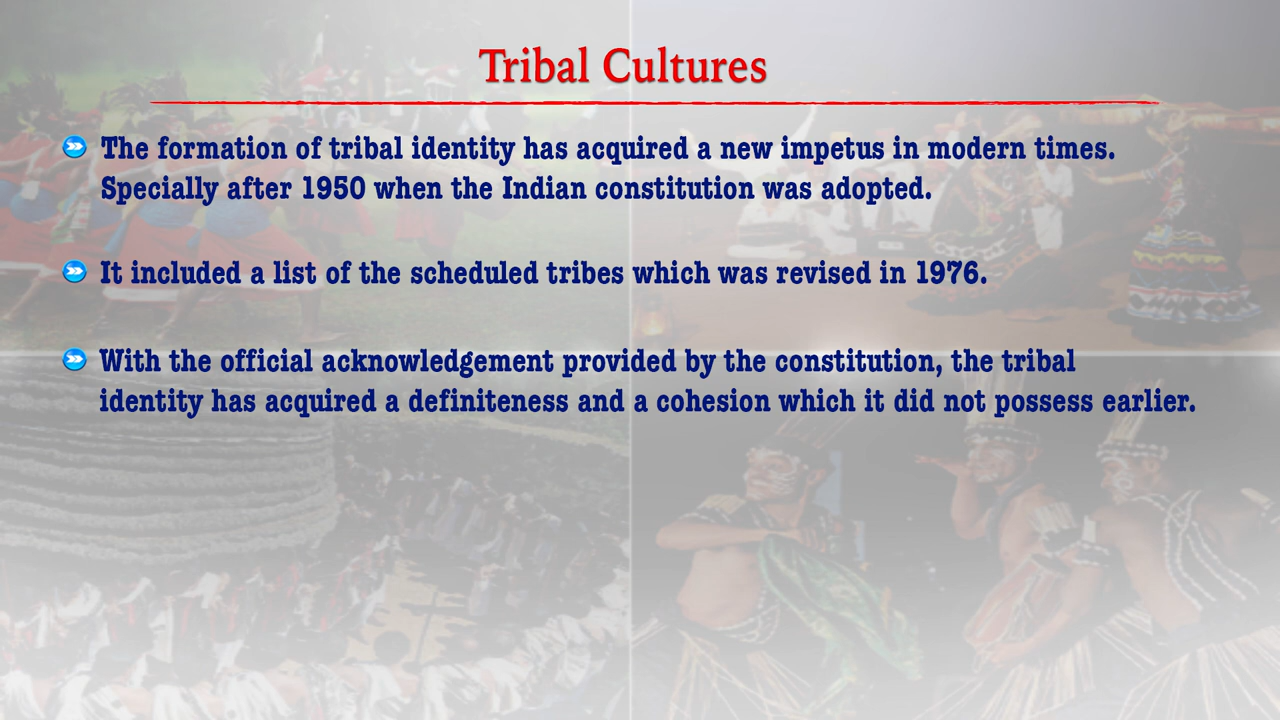 Tribal Cultures
The formation of tribal identity has acquired a new impetus in modern times.
Specially after 1950 when the Indian constitution was adopted.
It included a list of the scheduled tribes which was revised in 1976.
With the official acknowledgement provided by the constitution, the tribal
identity has acquired a definiteness and a cohesion which it did not possess earlier.